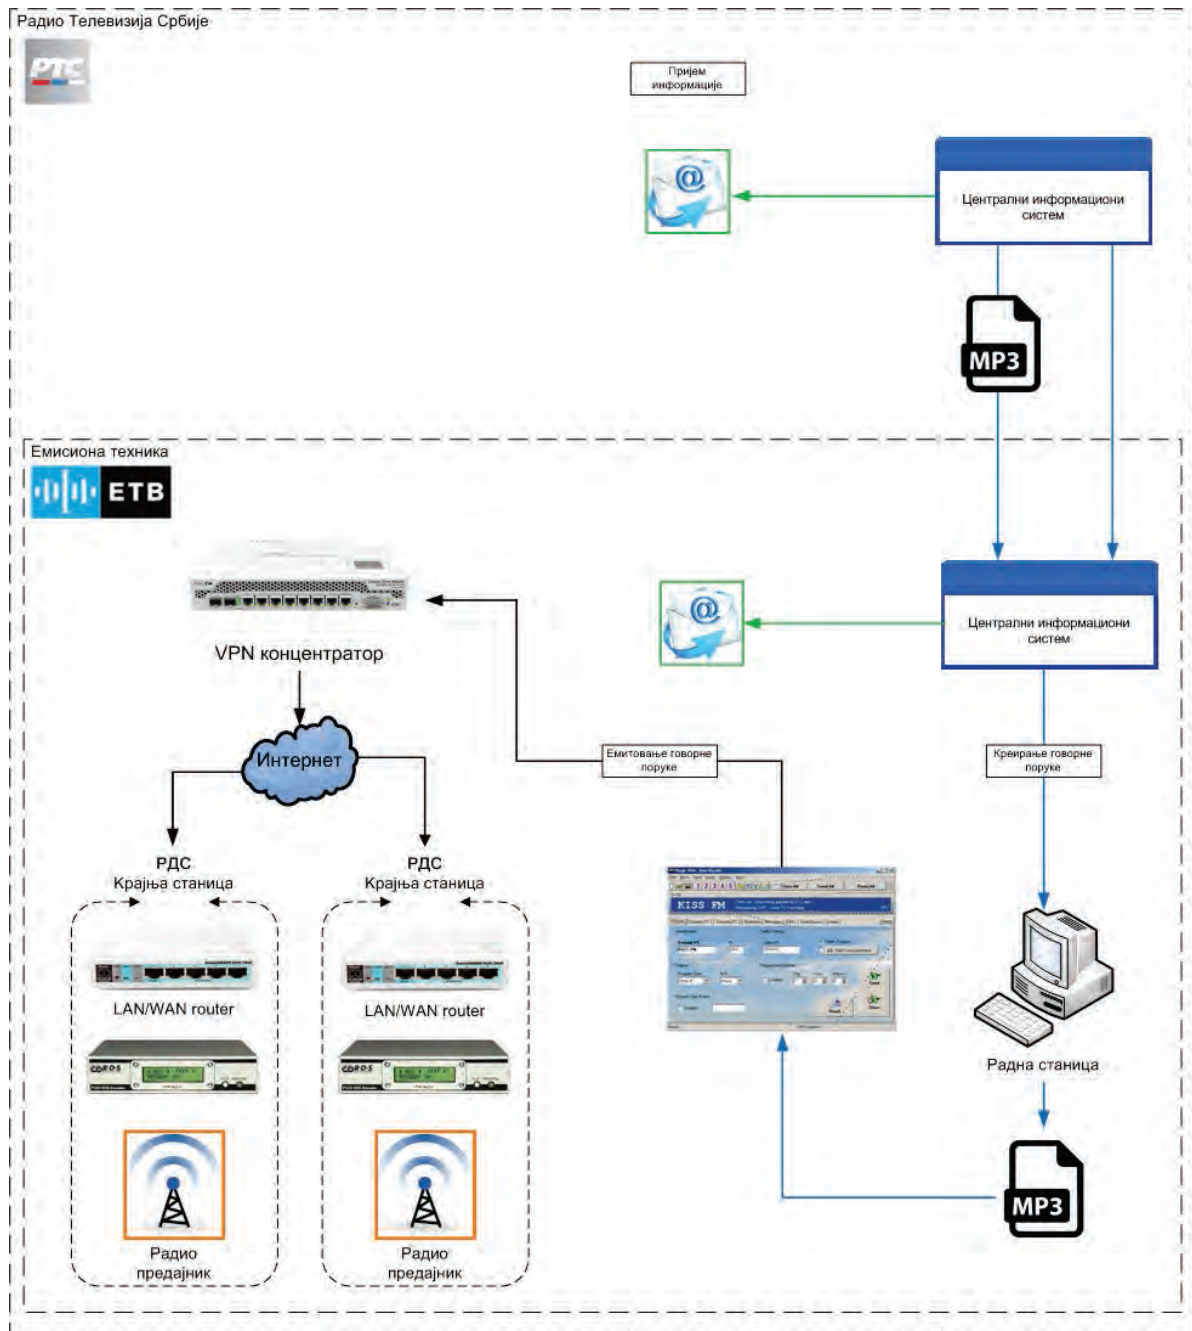 Радио Телевизија Србије
РТС
Пријем
информације
@
Централни информациони
систем
MP3
Емисиона техника
ЕТВ
VPN концентратор
@
Централни информациони
систем
Интернет
Емитовање говорне
поруке
Креирање говорне
поруке
РДС
Крајња станица
РДС
Крајња станица
KISS FM
LAN/WAN router
LAN/WAN router
Радна станица
MP3
Радио
предајник
Радио
предајник